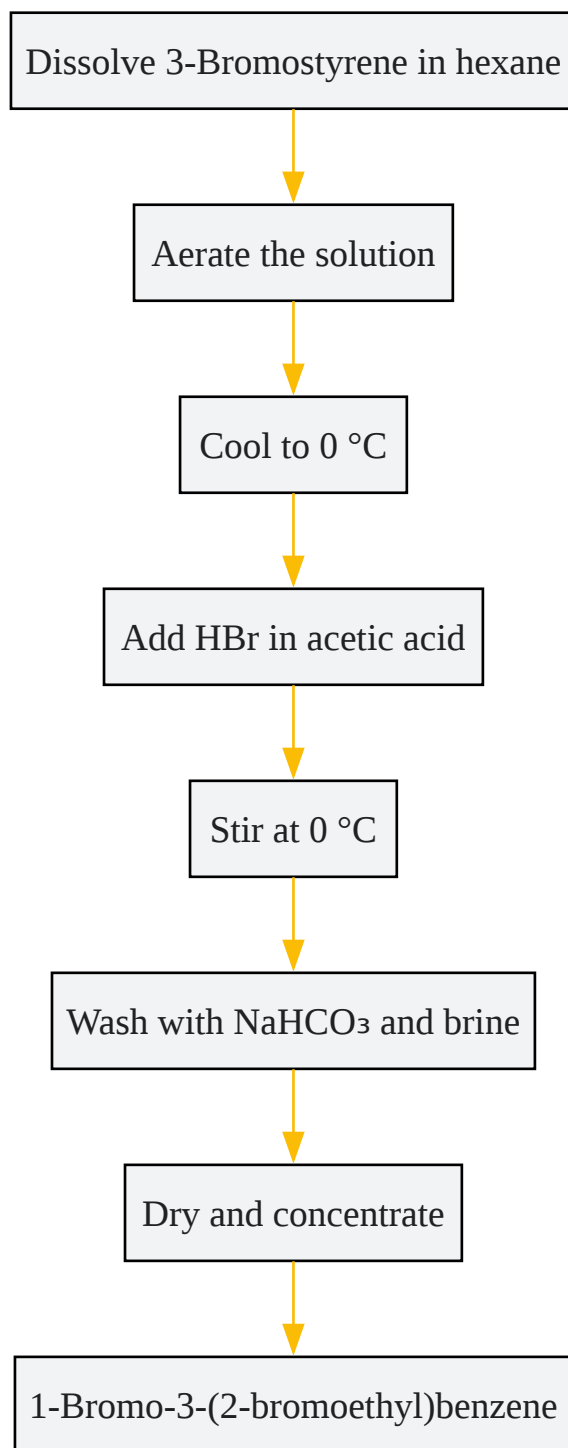 Dissolve 3-Bromostyrene in hexane
Aerate the solution
Cool to 0 °C
Add HBr in acetic acid
Stir at 0 °C
Wash with NaHCO₃ and brine
Dry and concentrate
1-Bromo-3-(2-bromoethyl)benzene